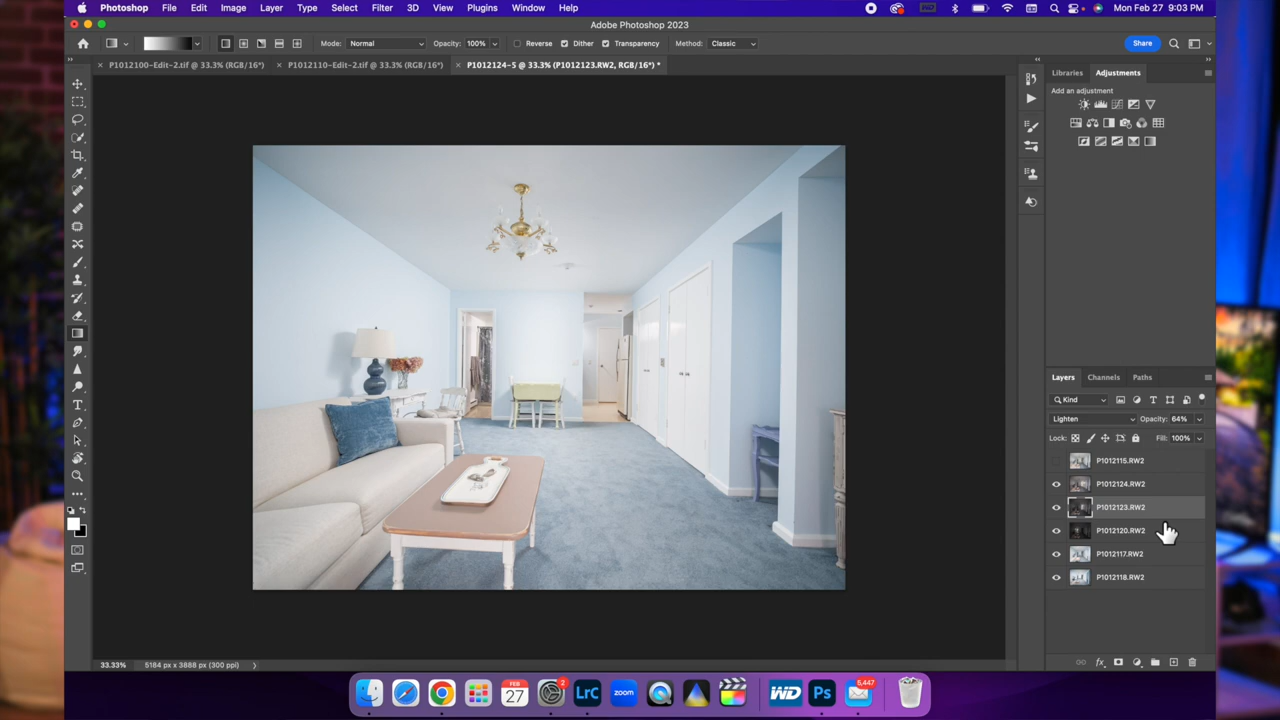 Photoshop File Edit Image Layer Type Select Filter 3D View Plugins Window Help Mon Feb 27 9:03 PM
Adobe Photoshop 2023
Mode: Normal Opacity: 100% Reverse Dither Transparency Method: Classic Share
P1012100-Edit-2.tif @ 33.3% (RGB/16*) P1012110-Edit-2.tif @ 33.3% (RGB/16*) P1012124-5 @ 33.3% (P1012123.RW2, RGB/16*) *
Libraries Adjustments
Add an adjustment
Layers Channels Paths
Kind
Lighten Opacity: 64%
Lock: Fill: 100%
P1012115.RW2
P1012124.RW2
P1012123.RW2
P1012120.RW2
P1012117.RW2
P1012118.RW2
33.33% 5184 px x 3888 px (300 ppi)
FEB
27
2
LrC
zoom
WD
Ps
5,447